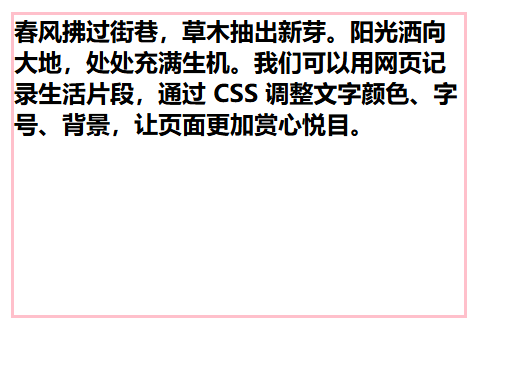 春风拂过街巷，草木抽出新芽。阳光洒向
大地，处处充满生机。我们可以用网页记
录生活片段，通过 CSS 调整文字颜色、字
号、背景，让页面更加赏心悦目。